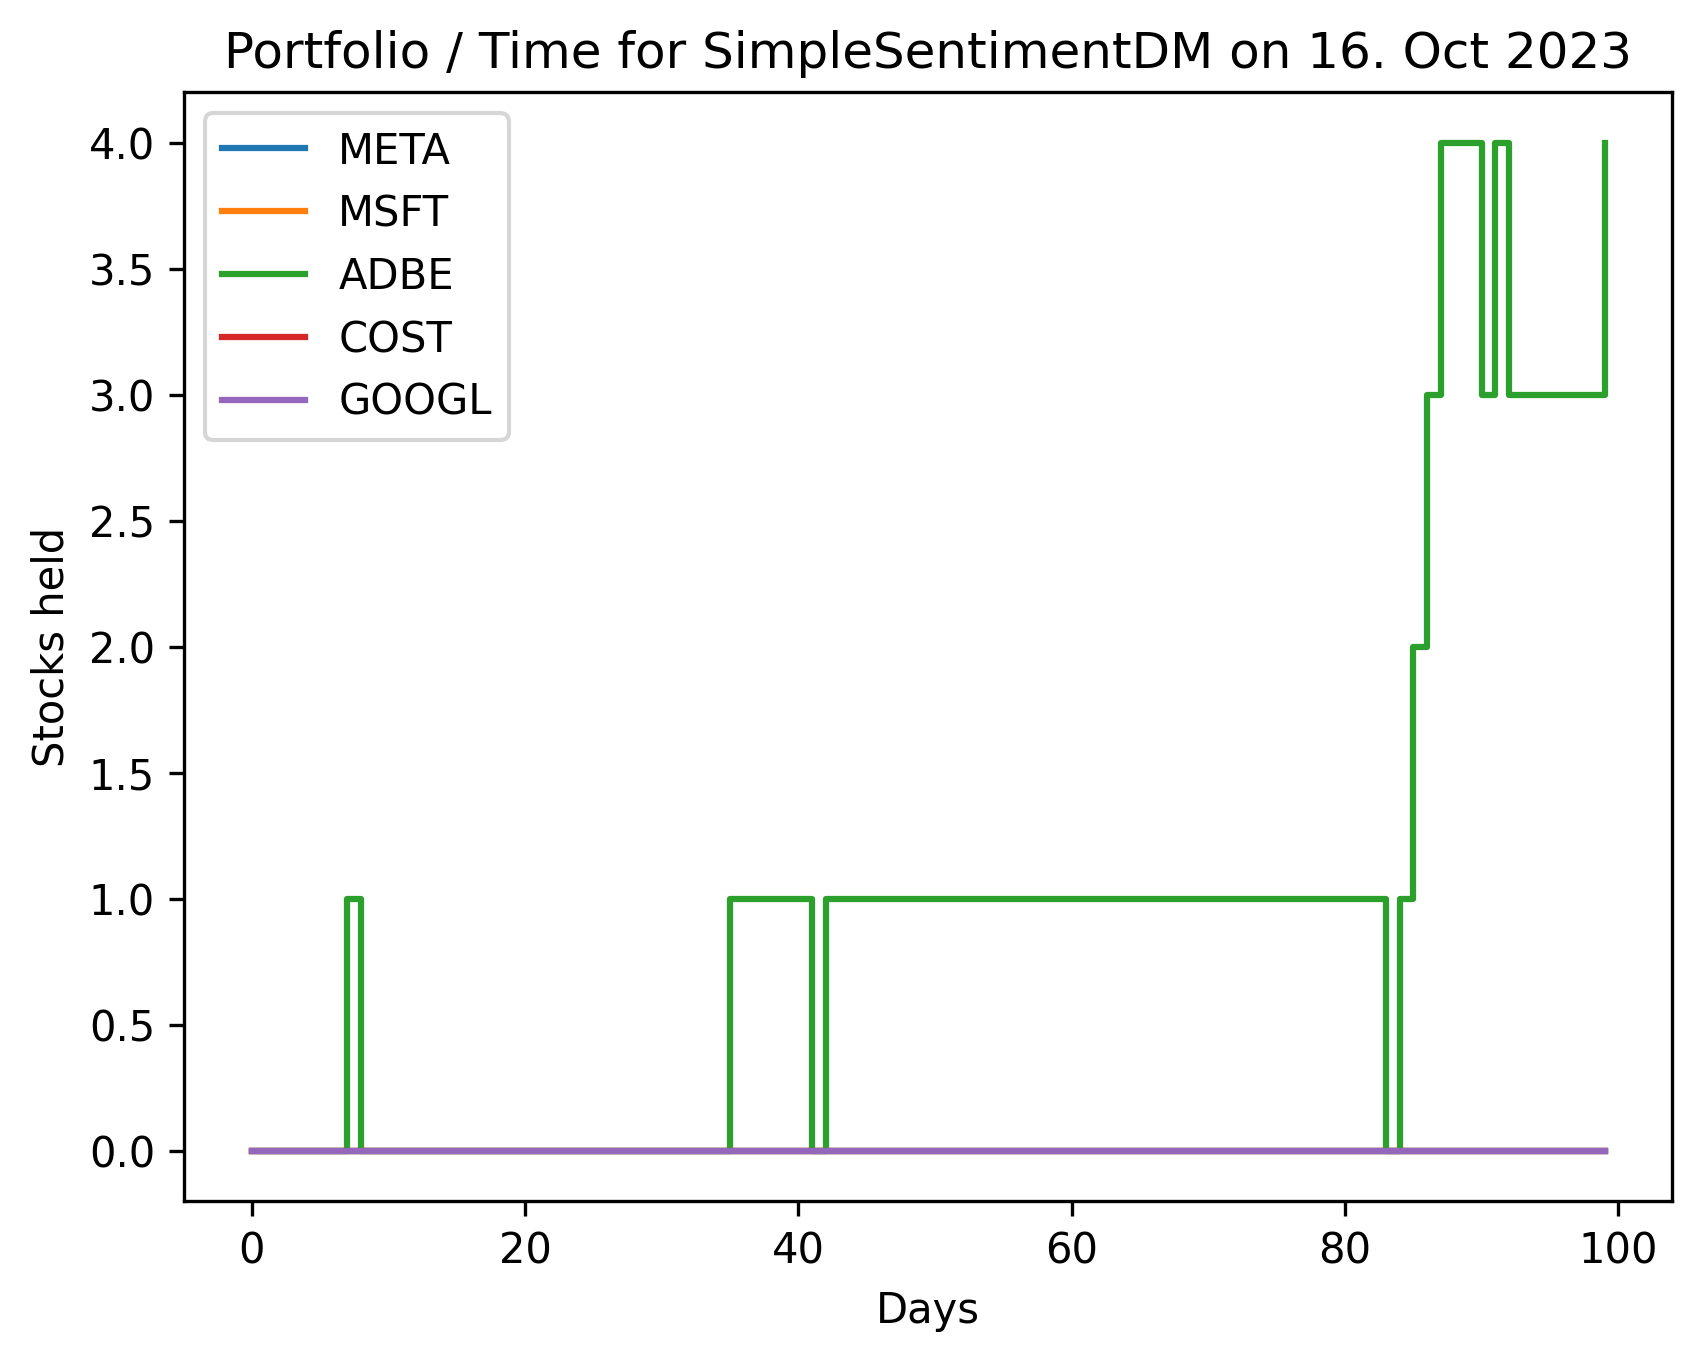 Portfolio / Time for SimpleSentimentDM on 16. Oct 2023
META
MSFT
ADBE
COST
GOOGL
4.0
3.5
3.0
2.5
2.0
1.5
1.0
0.5
0.0
Stocks held
0 20 40 60 80 100
Days